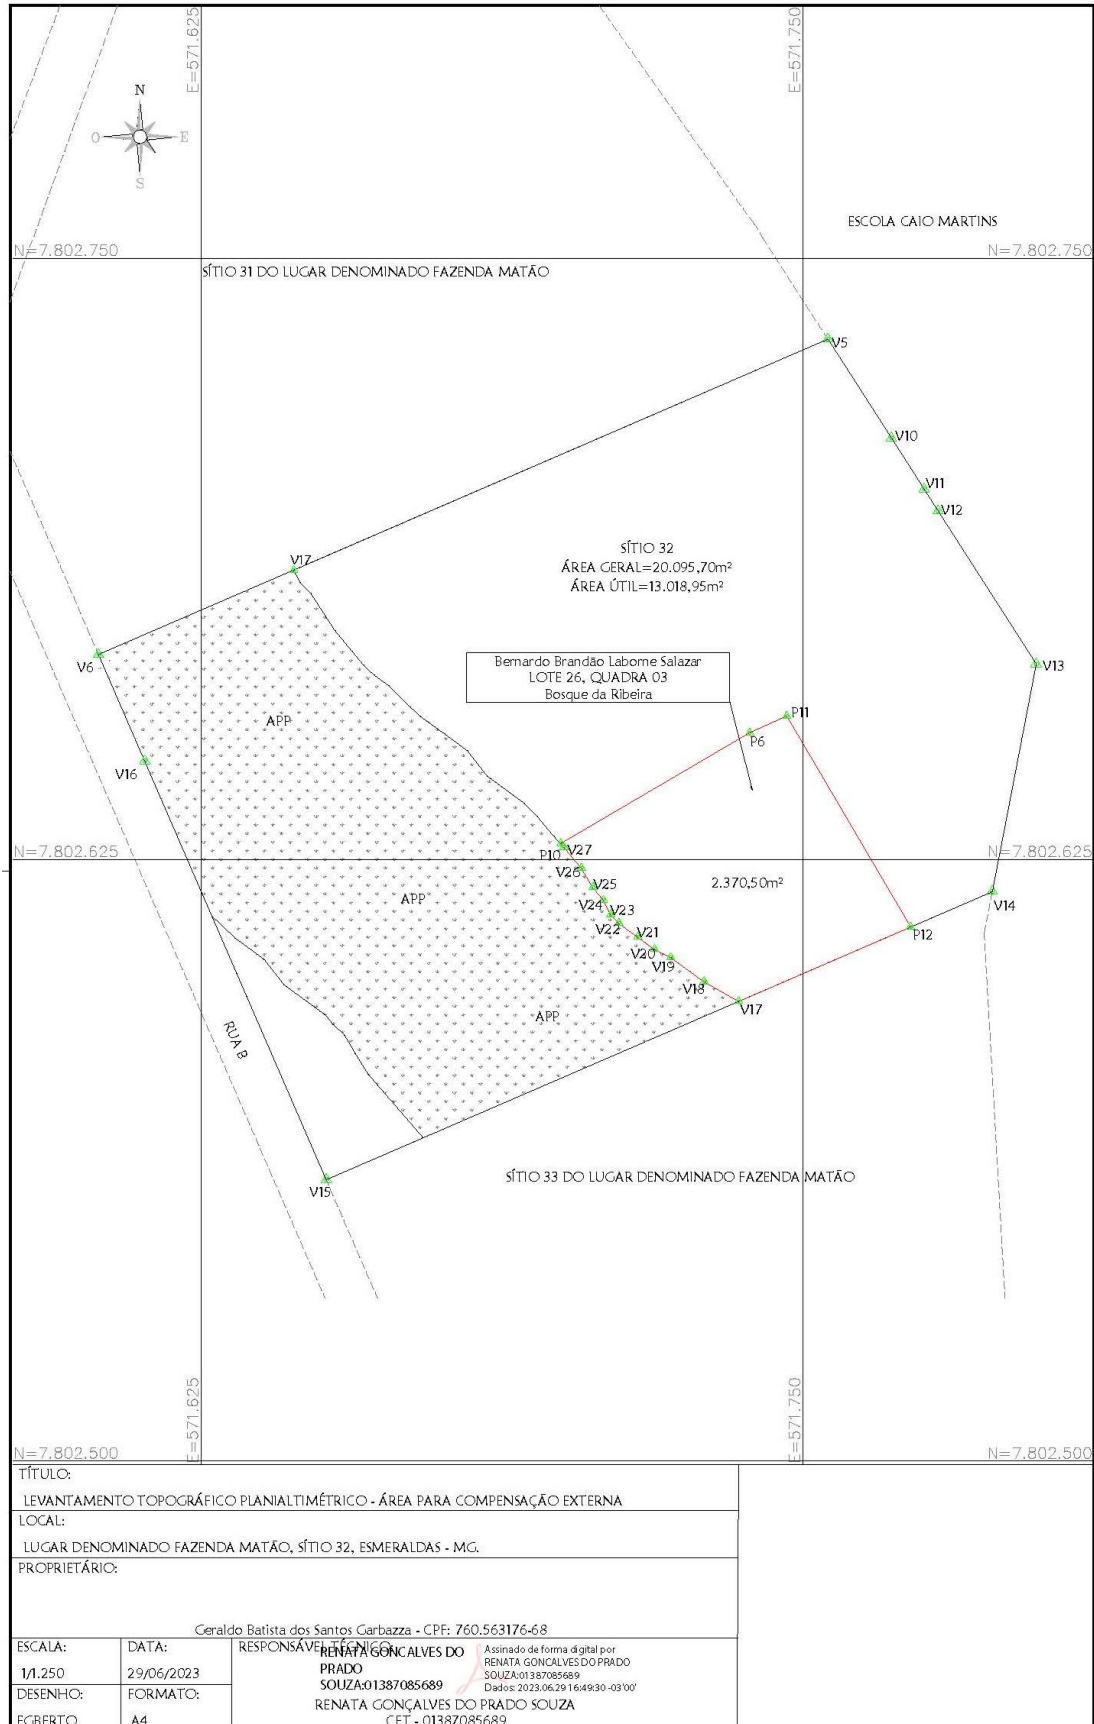 E=571.625
E=571.750
N
O
E
S
ESCOLA CAIO MARTINS
N=7.802.750
N=7.802.750
SÍTIO 31 DO LUGAR DENOMINADO FAZENDA MATÃO
V5
V10
V11
V12
SÍTIO 32
ÁREA GERAL=20.095,70m²
ÁREA ÚTIL=13.018,95m²
V17
V6
V13
Bernardo Brandão Laborne Salazar
LOTE 26, QUADRA 03
Bosque da Ribeira
APP
P11
P6
V16
P10
V27
N=7.802.625
N=7.802.625
V26
V25
2.370,50m²
V14
APP
V24
V23
V22
P12
V21
V20
V19
V18
V17
APP
RUA B
SÍTIO 33 DO LUGAR DENOMINADO FAZENDA MATÃO
V15
E=571.625
E=571.750
N=7.802.500
N=7.802.500
TÍTULO:
LEVANTAMENTO TOPOGRÁFICO PLANIALTIMÉTRICO - ÁREA PARA COMPENSAÇÃO EXTERNA
LOCAL:
LUGAR DENOMINADO FAZENDA MATÃO, SÍTIO 32, ESMERALDAS - MG.
PROPRIETÁRIO:
Geraldo Batista dos Santos Garbazza - CPF: 760.563176-68
ESCALA:
1/1.250
DATA:
29/06/2023
RESPONSÁVEL TÉCNICO:
RENATA GONCALVES DO
PRADO
SOUZA:01387085689
Assinado de forma digital por
RENATA GONCALVES DO PRADO
SOUZA:01387085689
Dados: 2023.06.29 16:49:30 -03'00'
DESENHO:
EGBERTO
FORMATO:
A4
RENATA GONÇALVES DO PRADO SOUZA
CFT - 01387085689